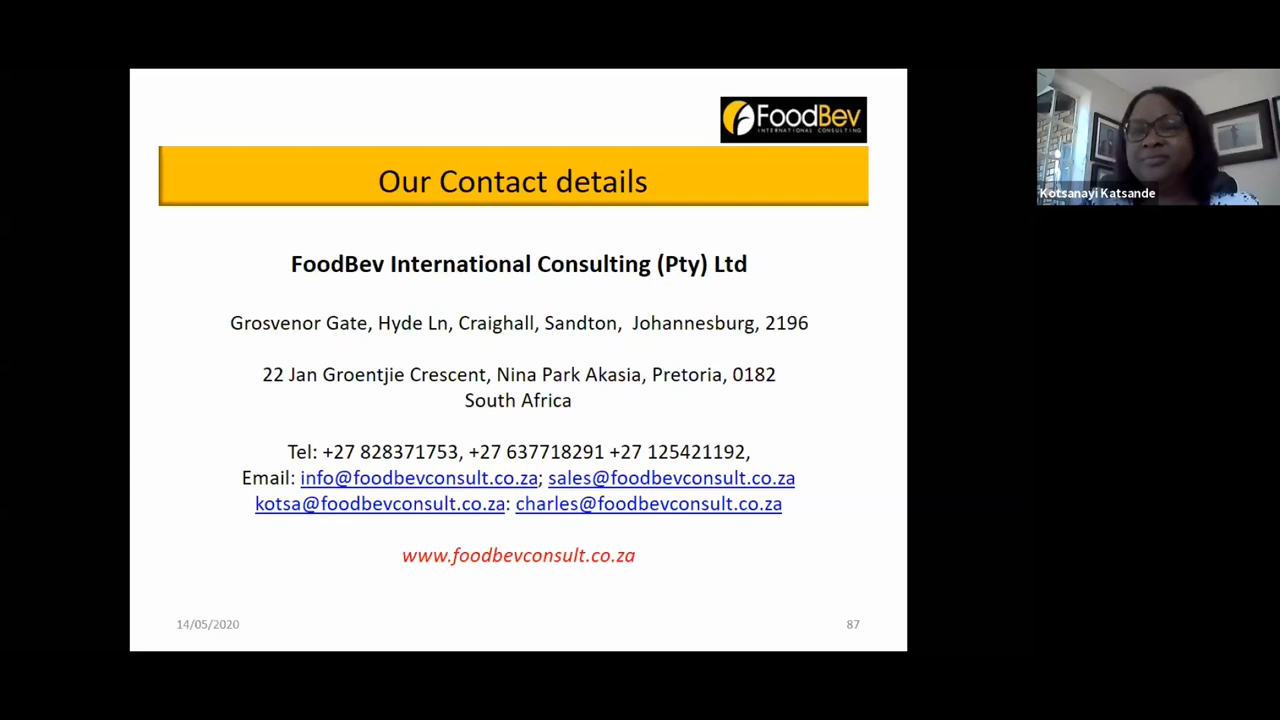 FoodBev
INTERNATIONAL CONSULTING
Our Contact details
FoodBev International Consulting (Pty) Ltd
Grosvenor Gate, Hyde Ln, Craighall, Sandton, Johannesburg, 2196
22 Jan Groentjie Crescent, Nina Park Akasia, Pretoria, 0182
South Africa
Tel: +27 828371753, +27 637718291 +27 125421192,
Email: info@foodbevconsult.co.za; sales@foodbevconsult.co.za
kotsa@foodbevconsult.co.za: charles@foodbevconsult.co.za
www.foodbevconsult.co.za
14/05/2020
87
Kotsanayi Katsande